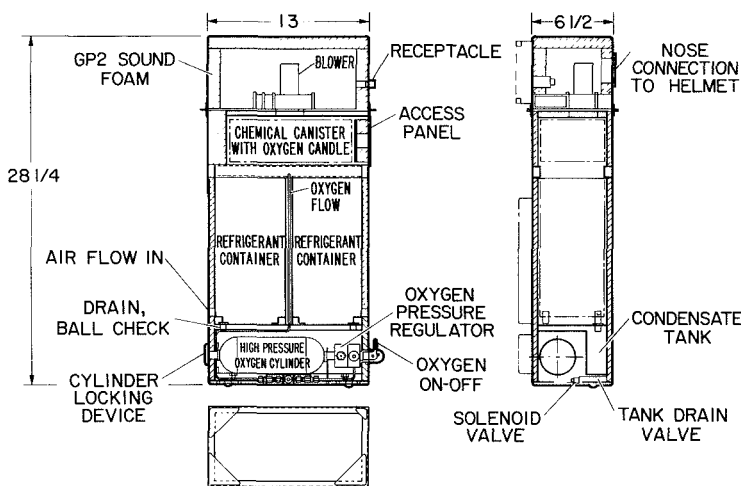 13
6 1/2
GP2 SOUND
FOAM
BLOWER
RECEPTACLE
NOSE
CONNECTION
TO HELMET
ACCESS
PANEL
CHEMICAL CANISTER
WITH OXYGEN CANDLE
28 1/4
OXYGEN
FLOW
REFRIGERANT
CONTAINER
REFRIGERANT
CONTAINER
AIR FLOW IN
DRAIN,
BALL CHECK
OXYGEN
PRESSURE
REGULATOR
CONDENSATE
TANK
HIGH PRESSURE
OXYGEN CYLINDER
CYLINDER
LOCKING
DEVICE
OXYGEN
ON-OFF
SOLENOID
VALVE
TANK DRAIN
VALVE